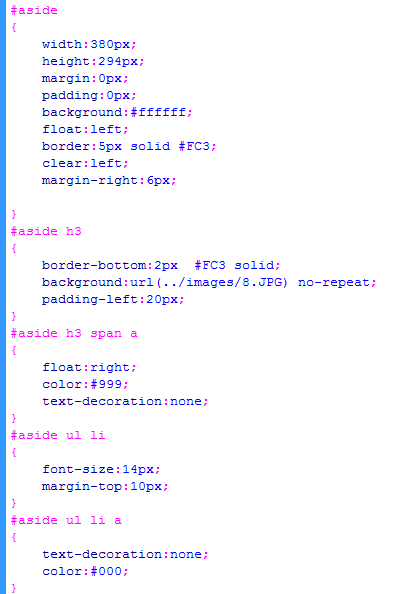 #aside
{
    width:380px;
    height:294px;
    margin:0px;
    padding:0px;
    background:#ffffff;
    float:left;
    border:5px solid #FC3;
    clear:left;
    margin-right:6px;

}
#aside h3
{
    border-bottom:2px  #FC3 solid;
    background:url(../images/8.JPG) no-repeat;
    padding-left:20px;
}
#aside h3 span a
{
    float:right;
    color:#999;
    text-decoration:none;
}
#aside ul li
{
    font-size:14px;
    margin-top:10px;
}
#aside ul li a
{
    text-decoration:none;
    color:#000;
}